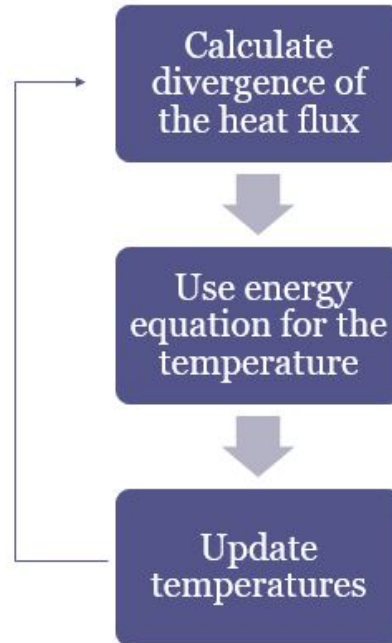 Calculate
divergence of
the heat flux
Use energy
equation for the
temperature
Update
temperatures